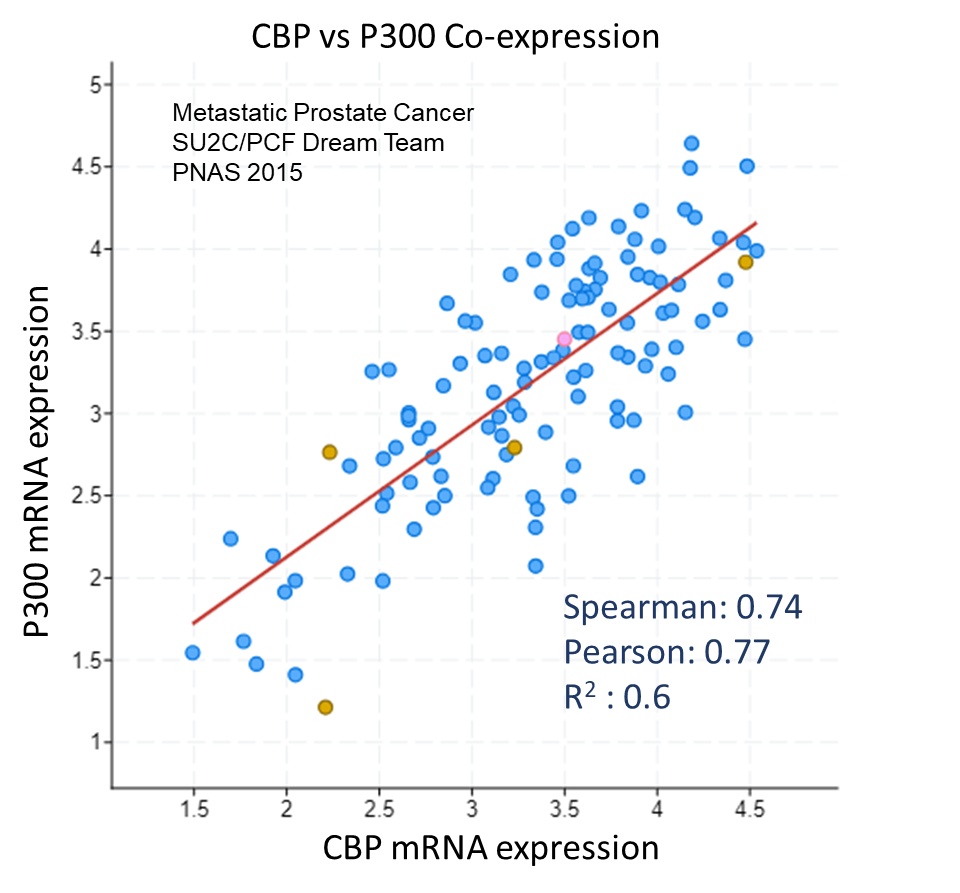 CBP vs P300 Co-expression
Metastatic Prostate Cancer
SU2C/PCF Dream Team
PNAS 2015
P300 mRNA expression
5
4.5
4
3.5
3
2.5
2
1.5
1
Spearman: 0.74
Pearson: 0.77
R² : 0.6
1.5 2 2.5 3 3.5 4 4.5
CBP mRNA expression